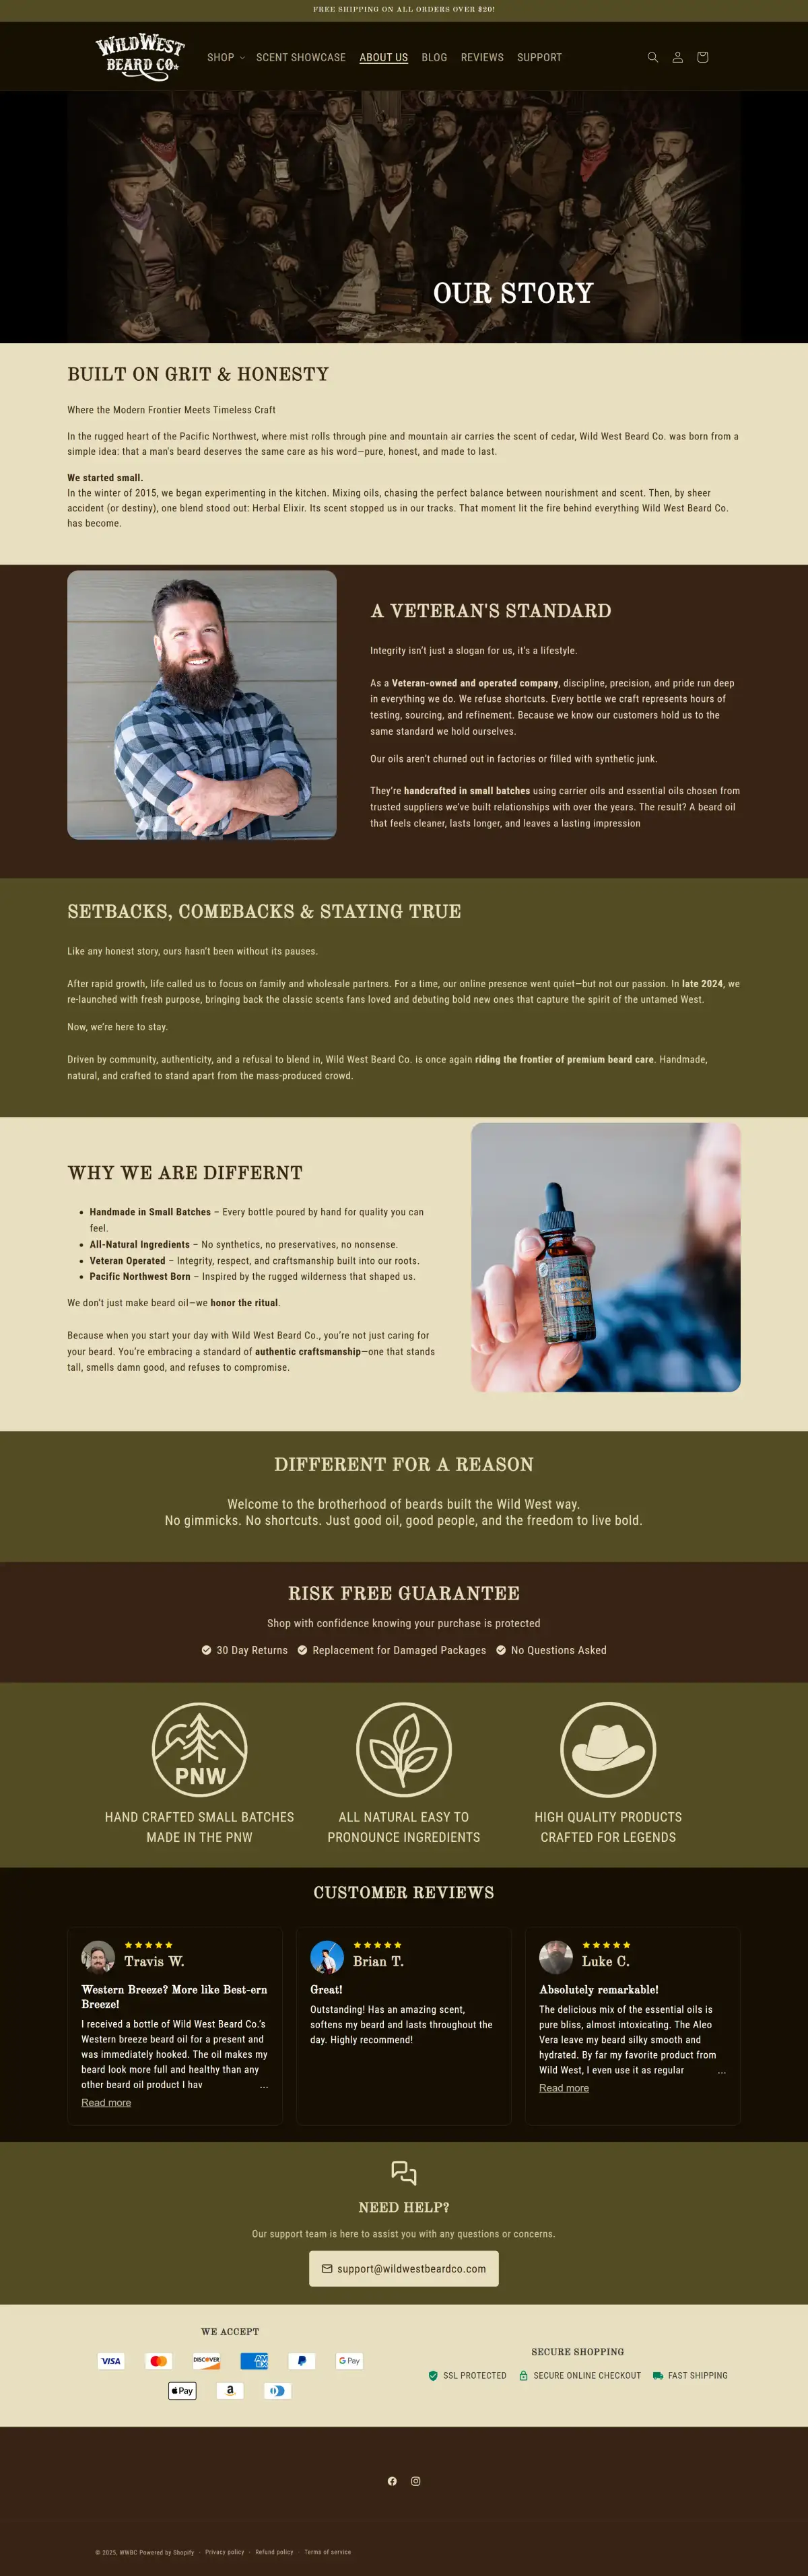 FREE SHIPPING ON ALL ORDERS OVER $20!
WILD WEST
BEARD CO.
SHOP
SCENT SHOWCASE
ABOUT US
BLOG
REVIEWS
SUPPORT
OUR STORY
BUILT ON GRIT & HONESTY
Where the Modern Frontier Meets Timeless Craft
In the rugged heart of the Pacific Northwest, where mist rolls through pine and mountain air carries the scent of cedar, Wild West Beard Co. was born from a
simple idea: that a man's beard deserves the same care as his word—pure, honest, and made to last.
We started small.
In the winter of 2015, we began experimenting in the kitchen. Mixing oils, chasing the perfect balance between nourishment and scent. Then, by sheer
accident (or destiny), one blend stood out: Herbal Elixir. Its scent stopped us in our tracks. That moment lit the fire behind everything Wild West Beard Co.
has become.
A VETERAN'S STANDARD
Integrity isn't just a slogan for us, it's a lifestyle.
As a Veteran-owned and operated company, discipline, precision, and pride run deep
in everything we do. We refuse shortcuts. Every bottle we craft represents hours of
testing, sourcing, and refinement. Because we know our customers hold us to the
same standard we hold ourselves.
Our oils aren't churned out in factories or filled with synthetic junk.
They're handcrafted in small batches using carrier oils and essential oils chosen from
trusted suppliers we've built relationships with over the years. The result? A beard oil
that feels cleaner, lasts longer, and leaves a lasting impression
SETBACKS, COMEBACKS & STAYING TRUE
Like any honest story, ours hasn't been without its pauses.
After rapid growth, life called us to focus on family and wholesale partners. For a time, our online presence went quiet—but not our passion. In late 2024, we
re-launched with fresh purpose, bringing back the classic scents fans loved and debuting bold new ones that capture the spirit of the untamed West.
Now, we're here to stay.
Driven by community, authenticity, and a refusal to blend in, Wild West Beard Co. is once again riding the frontier of premium beard care. Handmade,
natural, and crafted to stand apart from the mass-produced crowd.
WHY WE ARE DIFFERNT
• Handmade in Small Batches – Every bottle poured by hand for quality you can
feel.
• All-Natural Ingredients – No synthetics, no preservatives, no nonsense.
• Veteran Operated – Integrity, respect, and craftsmanship built into our roots.
• Pacific Northwest Born – Inspired by the rugged wilderness that shaped us.
We don't just make beard oil—we honor the ritual.
Because when you start your day with Wild West Beard Co., you're not just caring for
your beard. You're embracing a standard of authentic craftsmanship—one that stands
tall, smells damn good, and refuses to compromise.
DIFFERENT FOR A REASON
Welcome to the brotherhood of beards built the Wild West way.
No gimmicks. No shortcuts. Just good oil, good people, and the freedom to live bold.
RISK FREE GUARANTEE
Shop with confidence knowing your purchase is protected
30 Day Returns
Replacement for Damaged Packages
No Questions Asked
PNW
HAND CRAFTED SMALL BATCHES
MADE IN THE PNW
ALL NATURAL EASY TO
PRONOUNCE INGREDIENTS
HIGH QUALITY PRODUCTS
CRAFTED FOR LEGENDS
CUSTOMER REVIEWS
Travis W.
Western Breeze? More like Best-ern
Breeze!
I received a bottle of Wild West Beard Co.'s
Western breeze beard oil for a present and
was immediately hooked. The oil makes my
beard look more full and healthy than any
other beard oil product I hav ...
Read more
Brian T.
Great!
Outstanding! Has an amazing scent,
softens my beard and lasts throughout the
day. Highly recommend!
Luke C.
Absolutely remarkable!
The delicious mix of the essential oils is
pure bliss, almost intoxicating. The Aleo
Vera leave my beard silky smooth and
hydrated. By far my favorite product from
Wild West, I even use it as regular ...
Read more
NEED HELP?
Our support team is here to assist you with any questions or concerns.
support@wildwestbeardco.com
WE ACCEPT
VISA
DISCOVER
AMEX
G Pay
Pay
a
SECURE SHOPPING
SSL PROTECTED
SECURE ONLINE CHECKOUT
FAST SHIPPING
© 2025, WWBC Powered by Shopify · Privacy policy · Refund policy · Terms of service